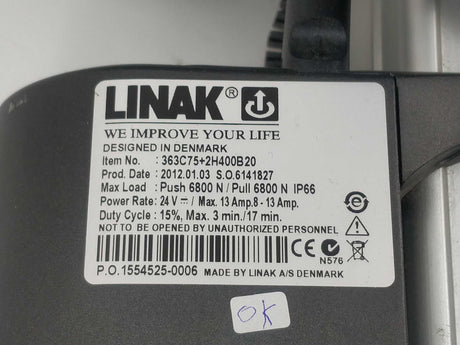 LINAK®
WE IMPROVE YOUR LIFE
DESIGNED IN DENMARK
Item No. : 363C75+2H400B20
Prod. Date : 2012.01.03 S.O.6141827
Max Load : Push 6800 N / Pull 6800 N IP66
Power Rate: 24 V ⎓ / Max. 13 Amp.8 - 13 Amp.
Duty Cycle : 15%, Max. 3 min./17 min.
NOT TO BE OPENED BY UNAUTHORIZED PERSONNEL
CE
N576
P.O.1554525-0006 MADE BY LINAK A/S DENMARK
OK